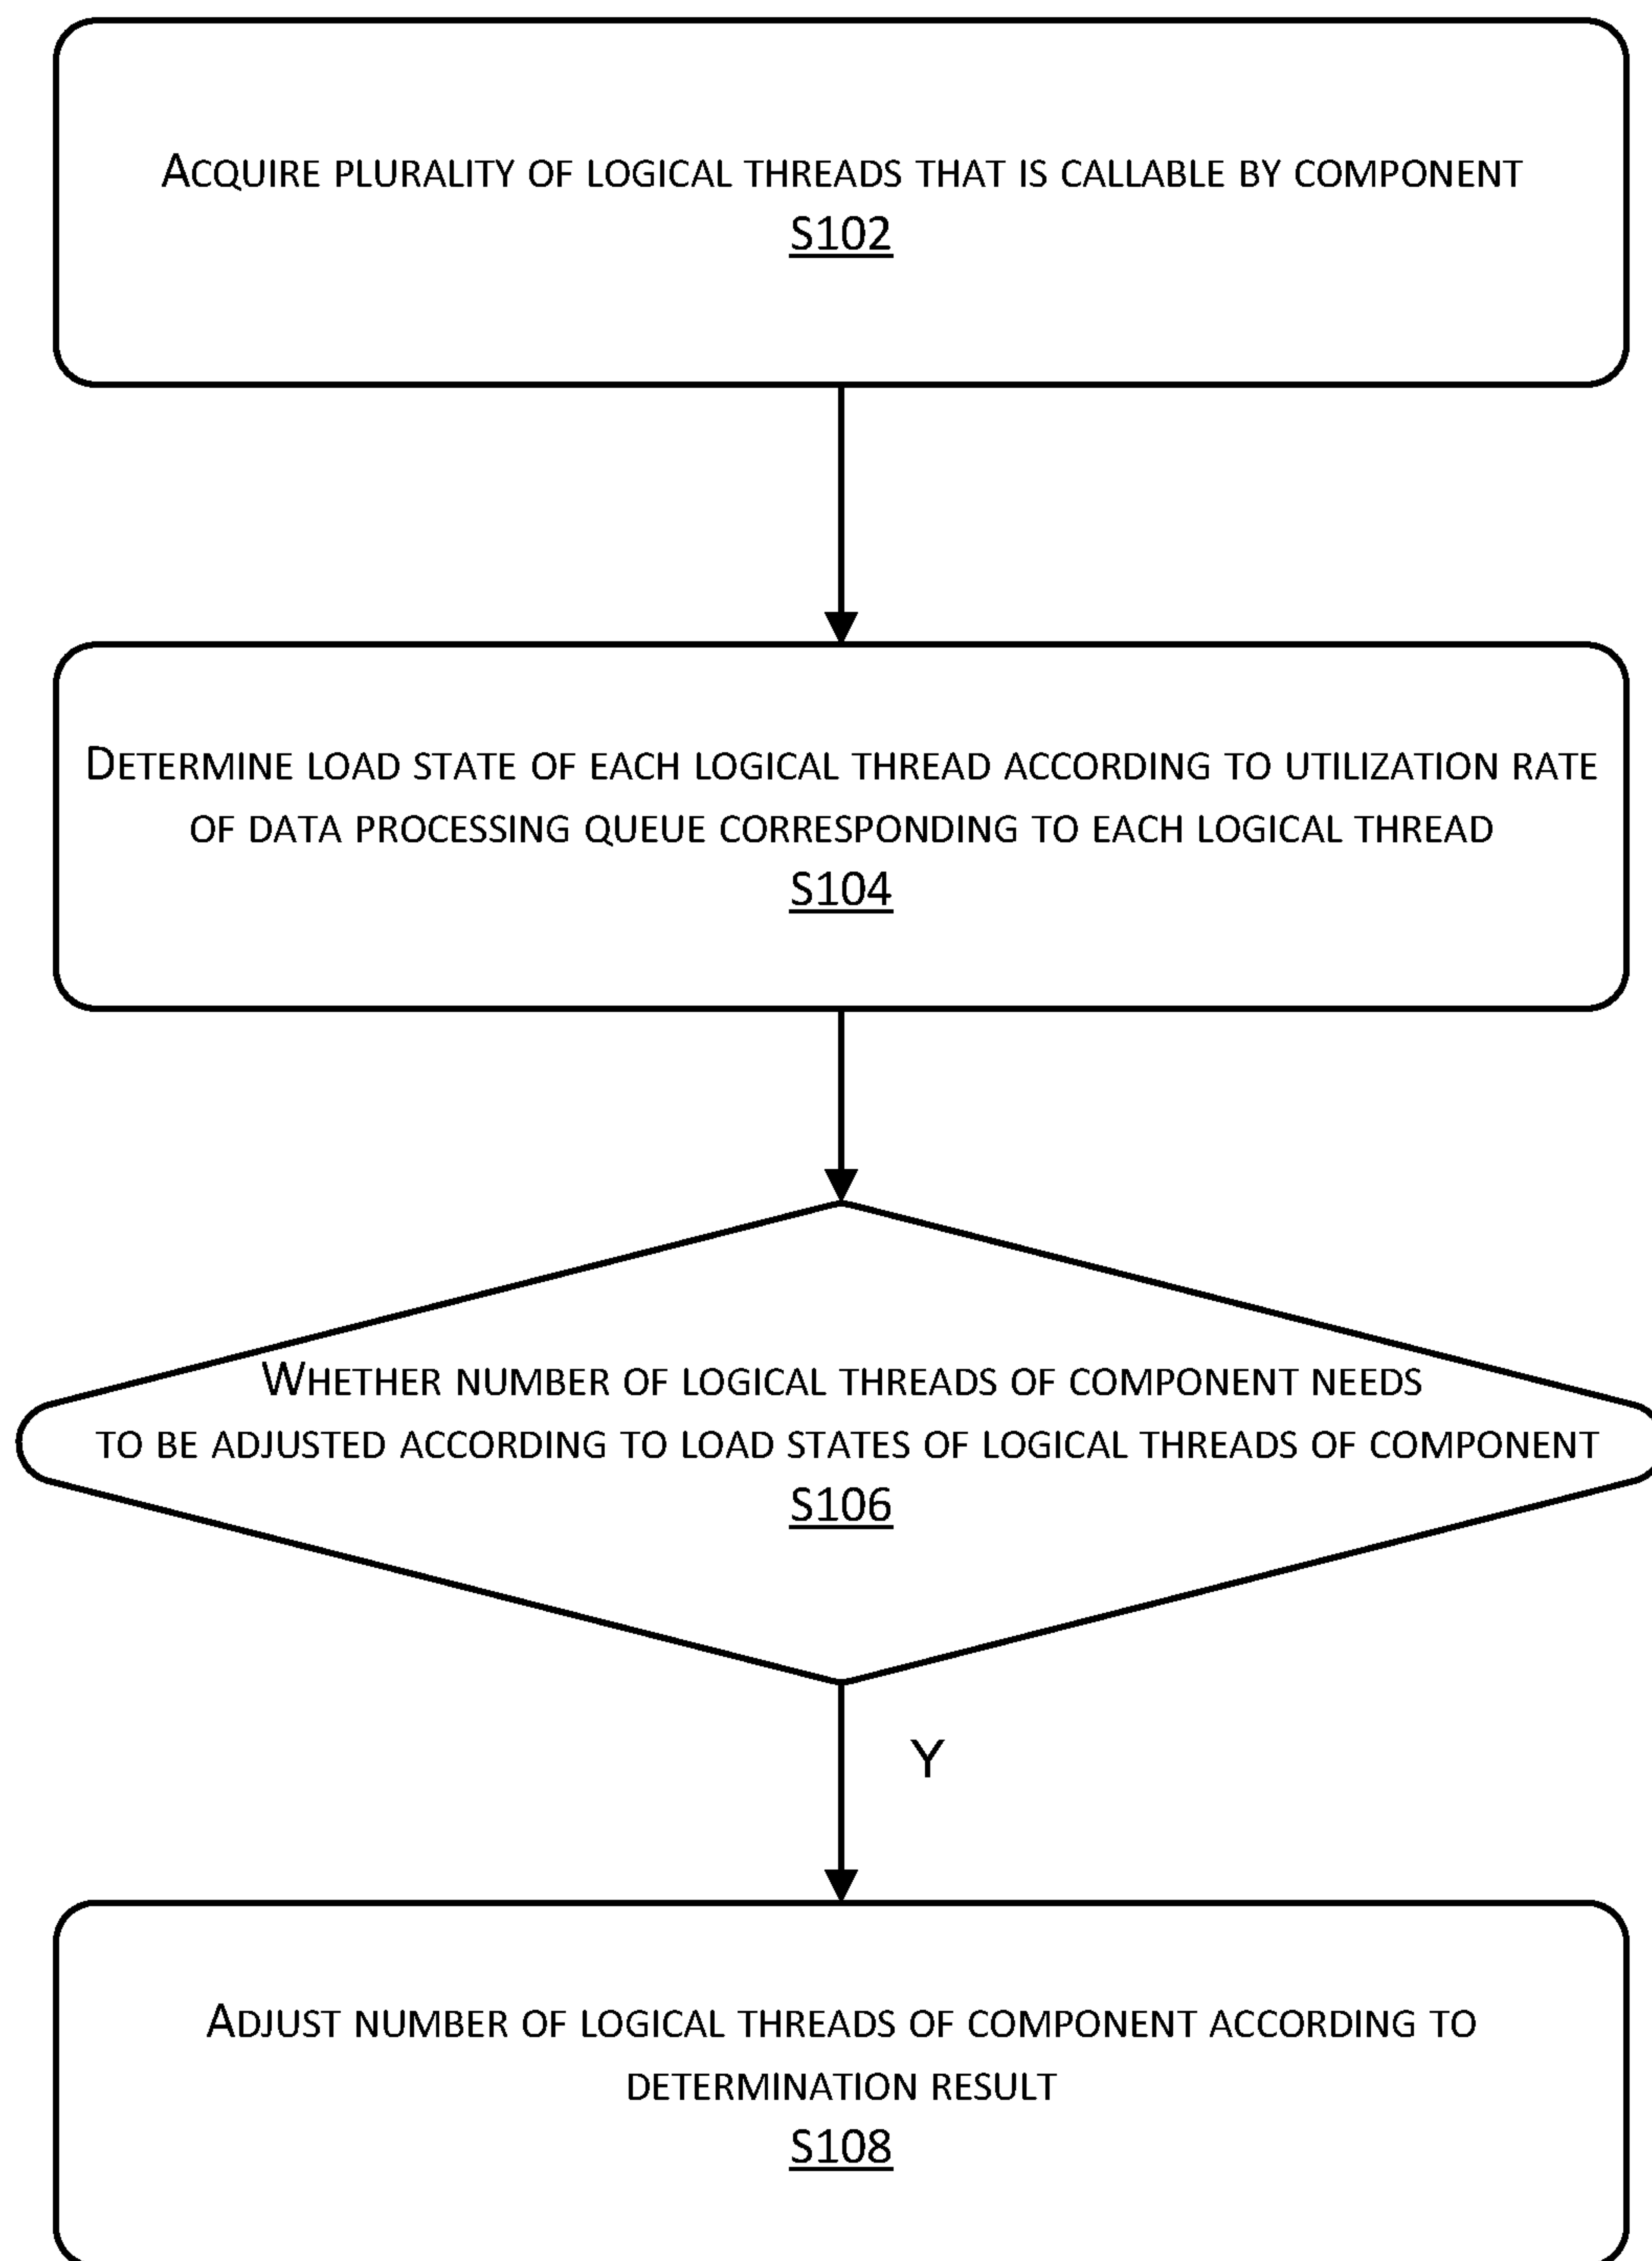 ACQUIRE PLURALITY OF LOGICAL THREADS THAT IS CALLABLE BY COMPONENT
S102
DETERMINE LOAD STATE OF EACH LOGICAL THREAD ACCORDING TO UTILIZATION RATE
OF DATA PROCESSING QUEUE CORRESPONDING TO EACH LOGICAL THREAD
S104
WHETHER NUMBER OF LOGICAL THREADS OF COMPONENT NEEDS
TO BE ADJUSTED ACCORDING TO LOAD STATES OF LOGICAL THREADS OF COMPONENT
S106
Y
ADJUST NUMBER OF LOGICAL THREADS OF COMPONENT ACCORDING TO
DETERMINATION RESULT
S108